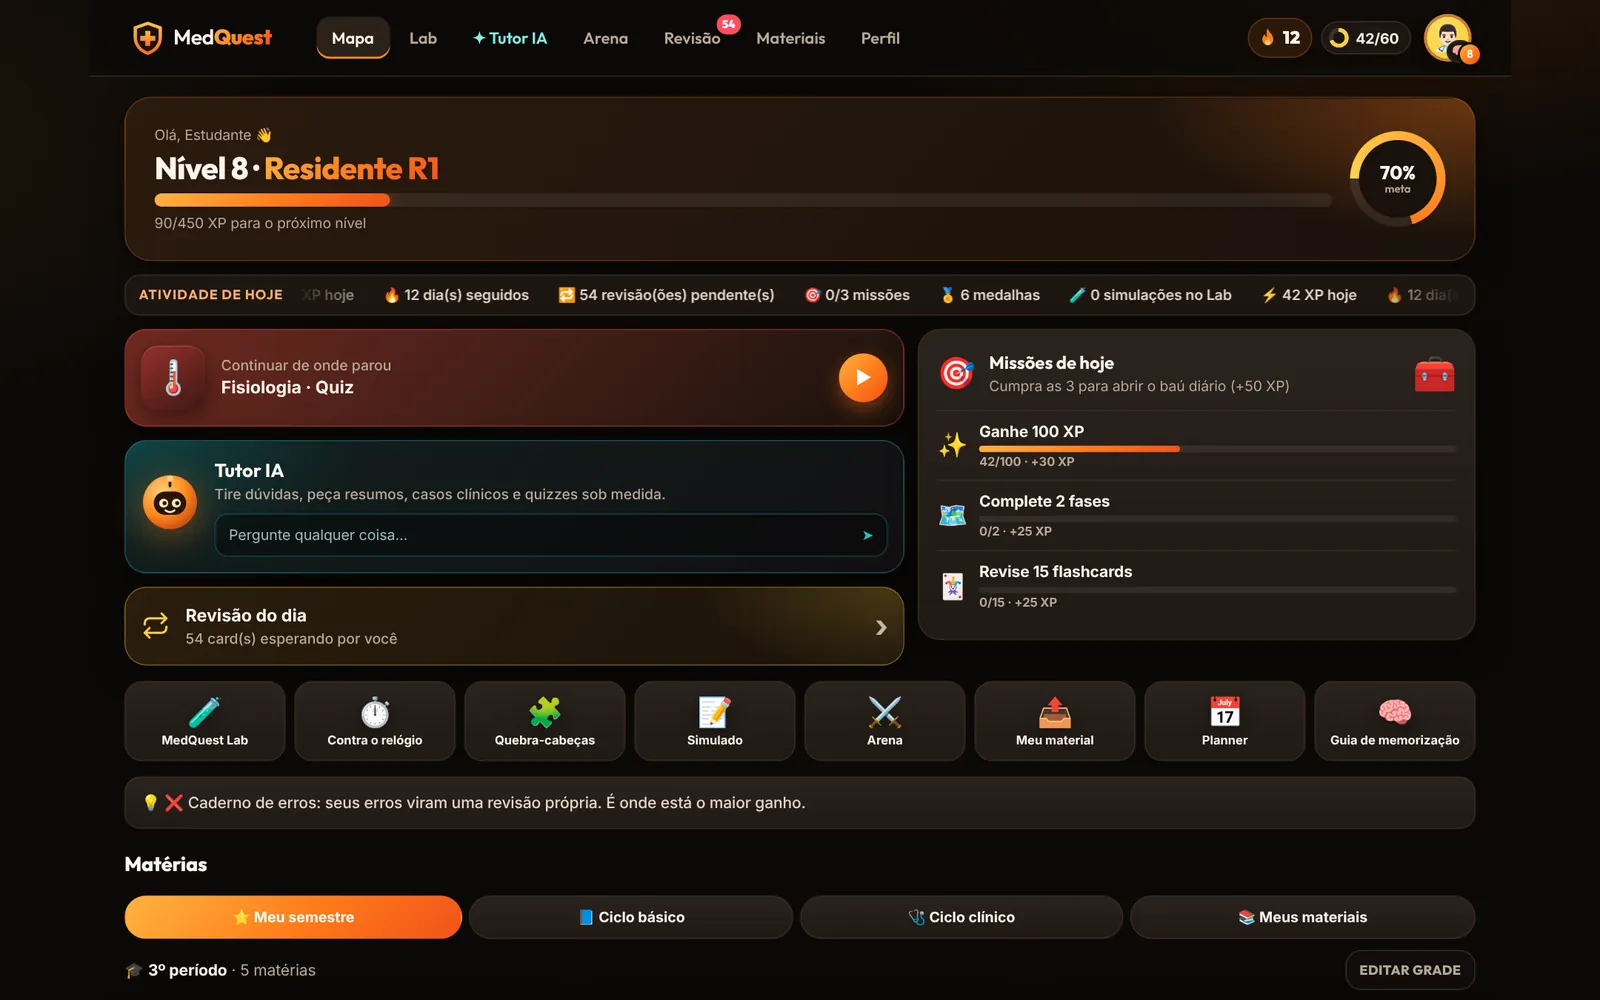 MedQuest
Mapa
Lab
Tutor IA
Arena
Revisão
54
Materiais
Perfil
12
42/60
8
Olá, Estudante
Nível 8 · Residente R1
90/450 XP para o próximo nível
70%
meta
ATIVIDADE DE HOJE
XP hoje
12 dia(s) seguidos
54 revisão(ões) pendente(s)
0/3 missões
6 medalhas
0 simulações no Lab
42 XP hoje
12 dia(s
Continuar de onde parou
Fisiologia · Quiz
Tutor IA
Tire dúvidas, peça resumos, casos clínicos e quizzes sob medida.
Pergunte qualquer coisa...
Revisão do dia
54 card(s) esperando por você
Missões de hoje
Cumpra as 3 para abrir o baú diário (+50 XP)
Ganhe 100 XP
42/100 · +30 XP
Complete 2 fases
0/2 · +25 XP
Revise 15 flashcards
0/15 · +25 XP
MedQuest Lab
Contra o relógio
Quebra-cabeças
Simulado
Arena
Meu material
July
17
Planner
Guia de memorização
Caderno de erros: seus erros viram uma revisão própria. É onde está o maior ganho.
Matérias
Meu semestre
Ciclo básico
Ciclo clínico
Meus materiais
3º período · 5 matérias
EDITAR GRADE